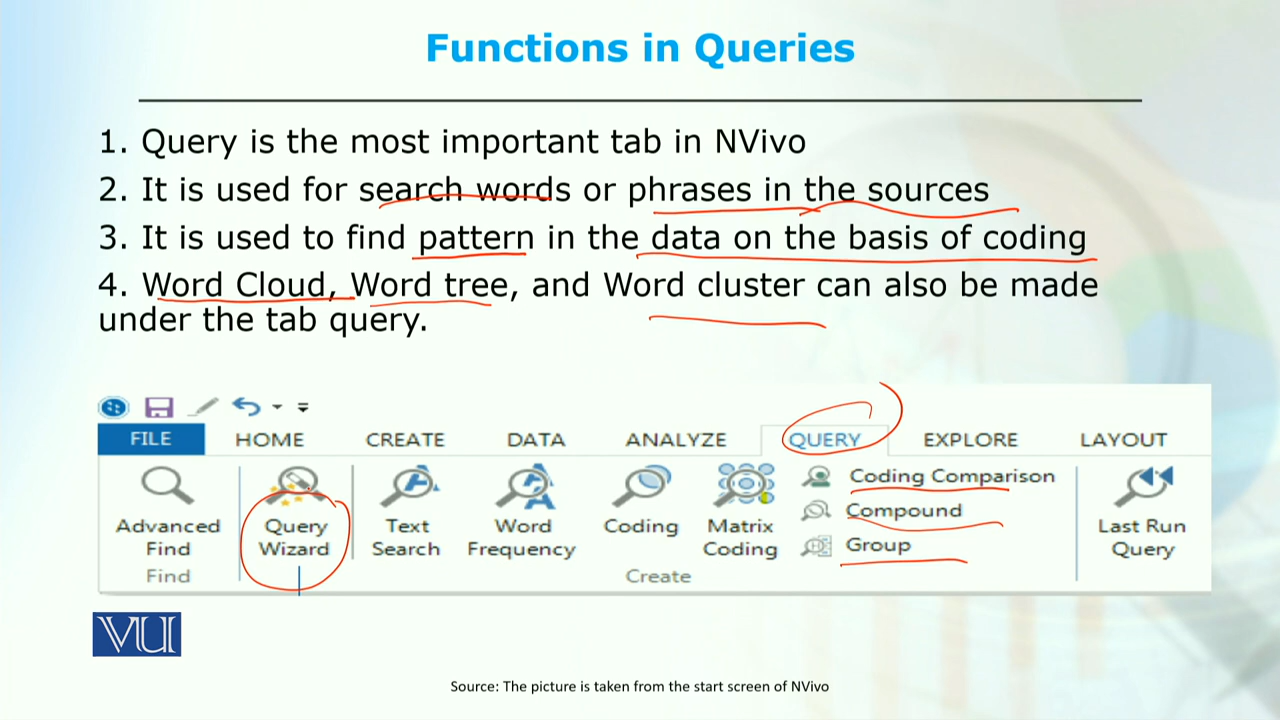 Functions in Queries
1. Query is the most important tab in NVivo
2. It is used for search words or phrases in the sources
3. It is used to find pattern in the data on the basis of coding
4. Word Cloud, Word tree, and Word cluster can also be made
under the tab query.
FILE HOME CREATE DATA ANALYZE QUERY EXPLORE LAYOUT
Coding Comparison
Compound
Group
Advanced Query Text Word Coding Matrix Last Run
Find Wizard Search Frequency Coding Query
Find Create
VU
Source: The picture is taken from the start screen of NVivo